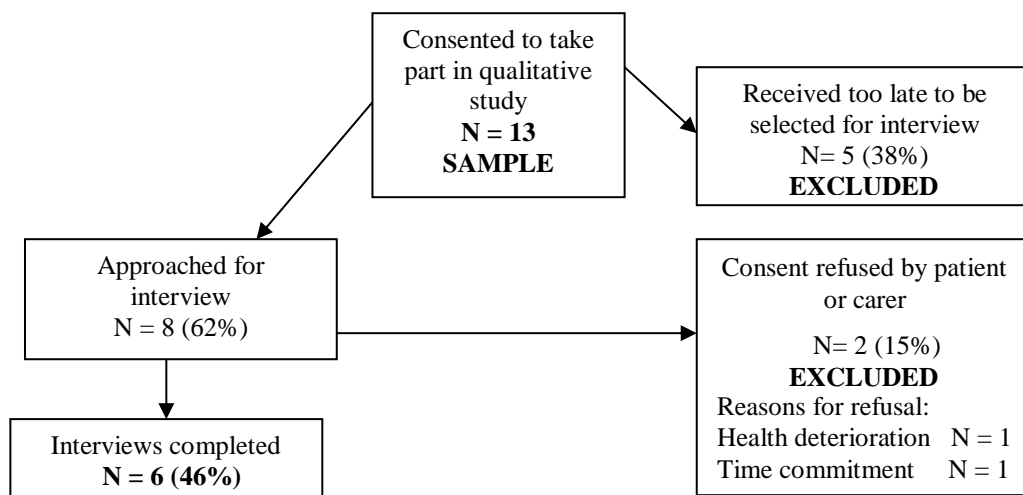 Consented to take
part in qualitative
study
N = 13
SAMPLE
Received too late to be
selected for interview
N= 5 (38%)
EXCLUDED
Approached for
interview
N = 8 (62%)
Consent refused by patient
or carer
N= 2 (15%)
EXCLUDED
Reasons for refusal:
Health deterioration N = 1
Time commitment N = 1
Interviews completed
N = 6 (46%)